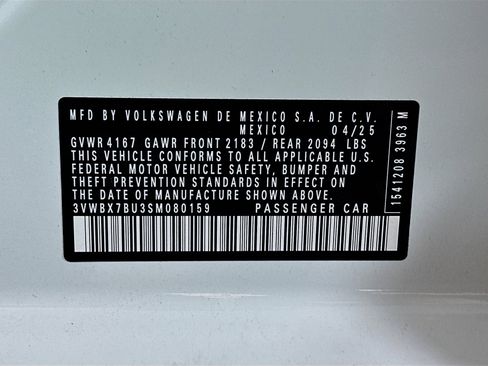 MFD BY VOLKSWAGEN DE MEXICO S.A. DE C.V.
MEXICO 04/25
GVWR 4167 GAWR FRONT 2183 / REAR 2094 LBS
THIS VEHICLE CONFORMS TO ALL APPLICABLE U.S.
FEDERAL MOTOR VEHICLE SAFETY, BUMPER AND
THEFT PREVENTION STANDARDS IN EFFECT ON
THE DATE OF MANUFACTURE SHOWN ABOVE.
3VWBX7BU3SM080159 PASSENGER CAR
1541208 3963 M